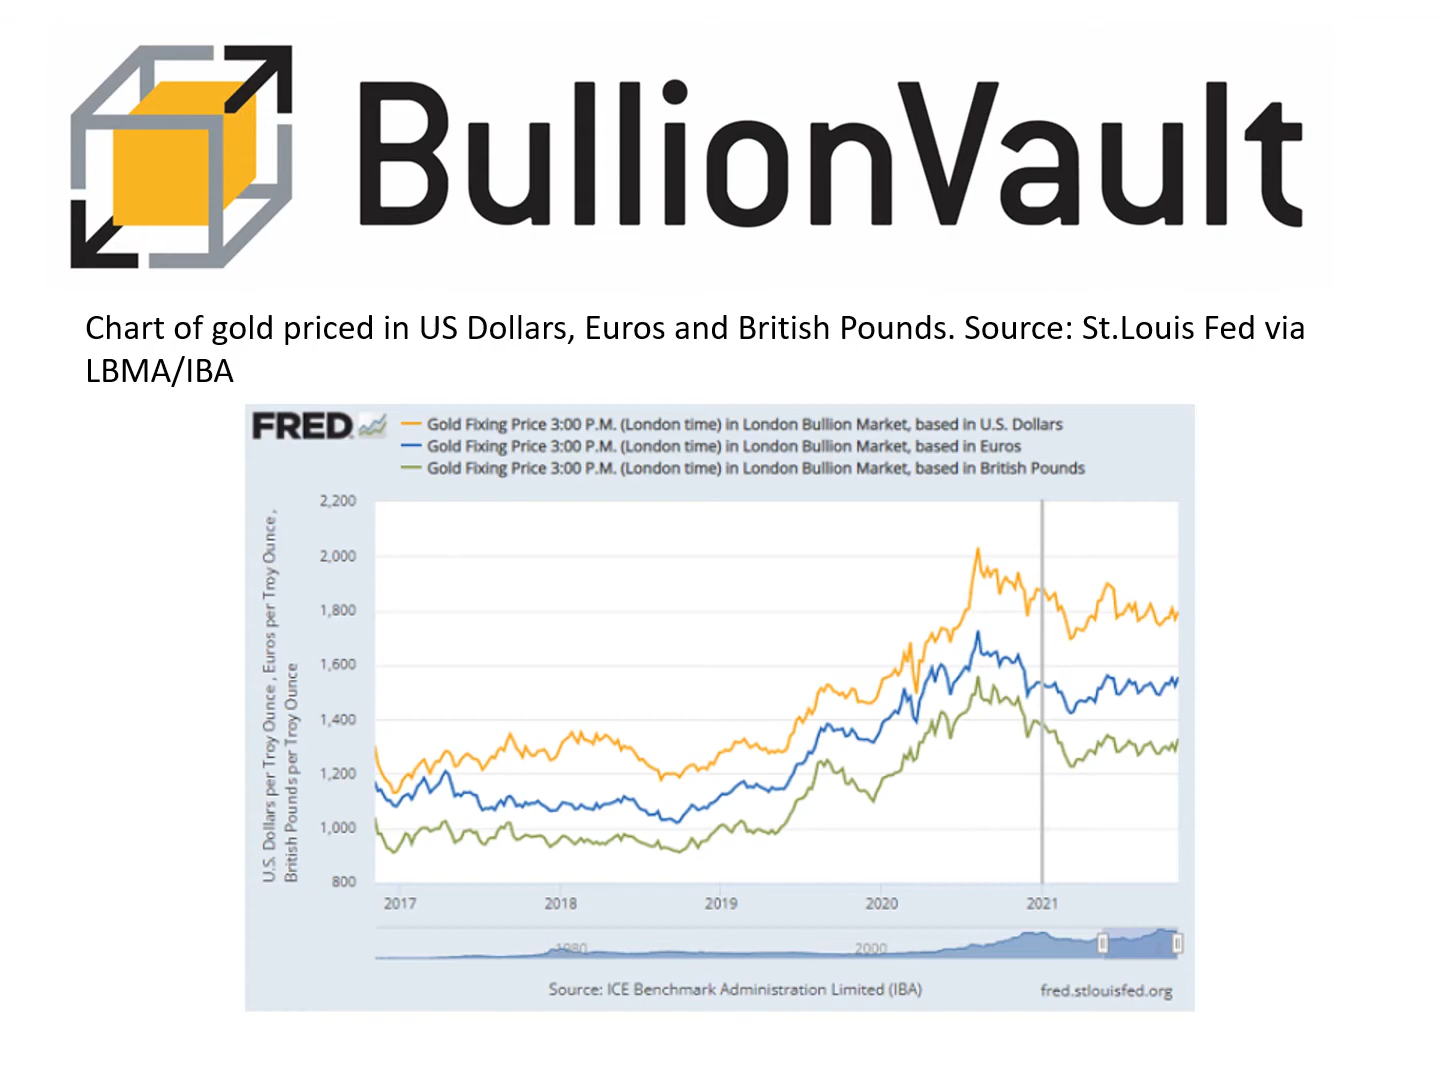 BullionVault
Chart of gold priced in US Dollars, Euros and British Pounds. Source: St.Louis Fed via
LBMA/IBA
FRED
Gold Fixing Price 3:00 P.M. (London time) in London Bullion Market, based in U.S. Dollars
Gold Fixing Price 3:00 P.M. (London time) in London Bullion Market, based in Euros
Gold Fixing Price 3:00 P.M. (London time) in London Bullion Market, based in British Pounds
U.S. Dollars per Troy Ounce , Euros per Troy Ounce ,
British Pounds per Troy Ounce
2,200
2,000
1,800
1,600
1,400
1,200
1,000
800
2017 2018 2019 2020 2021
1980 2000
Source: ICE Benchmark Administration Limited (IBA) fred.stlouisfed.org